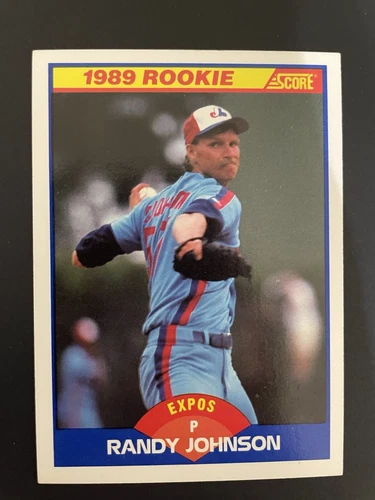 1989 ROOKIE
SCORE
EXPOS
P
RANDY JOHNSON